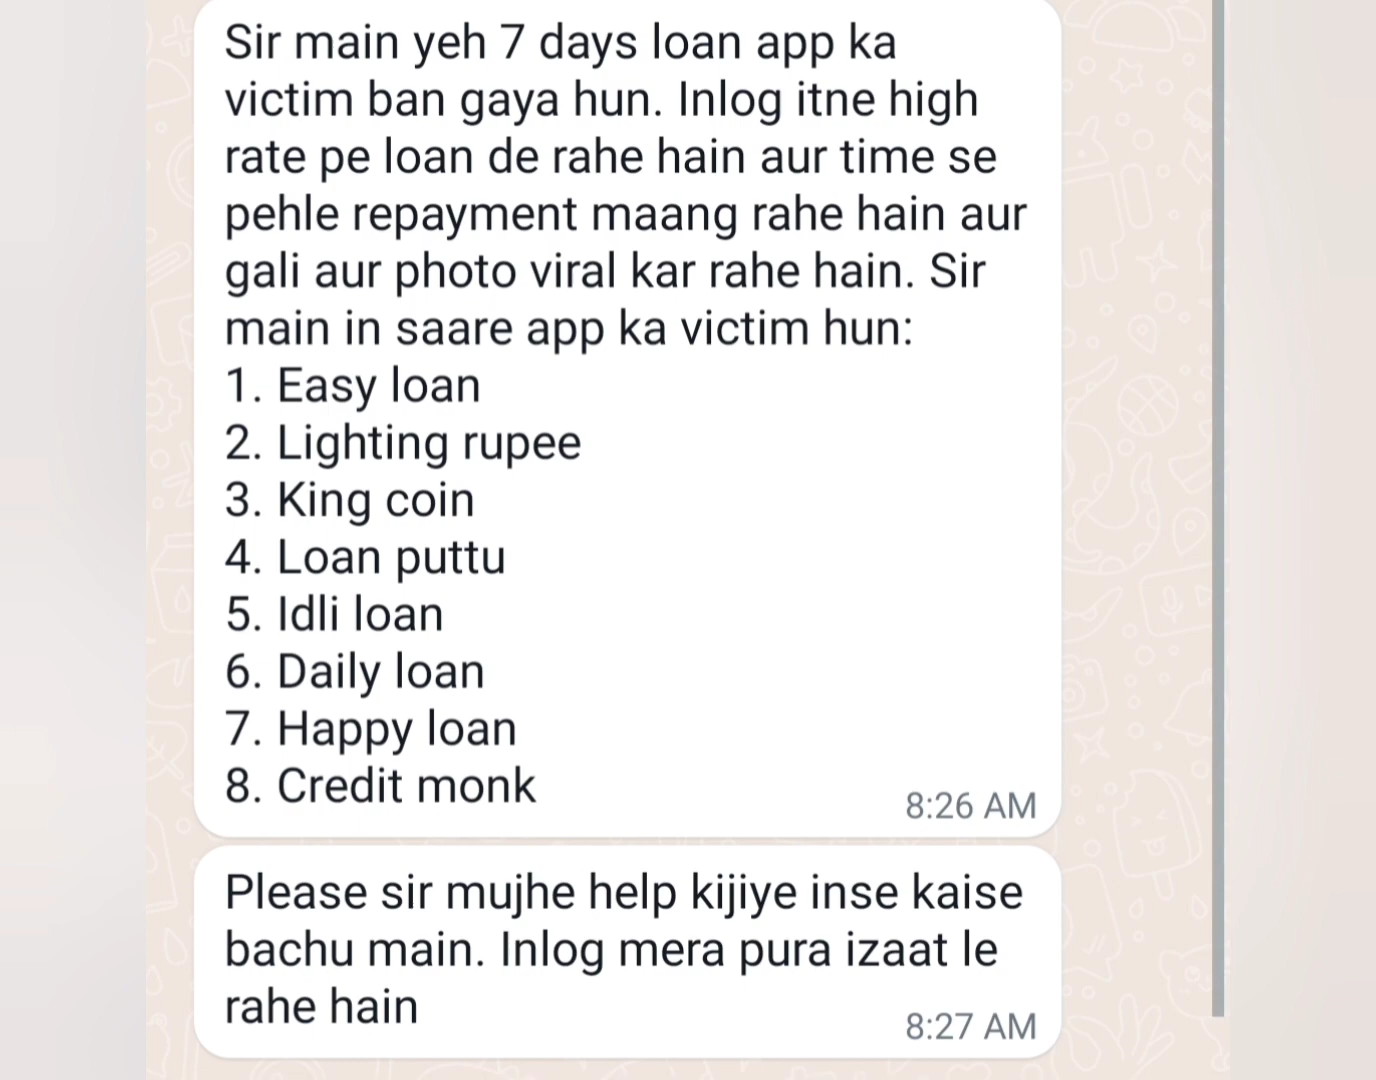 Sir main yeh 7 days loan app ka
victim ban gaya hun. Inlog itne high
rate pe loan de rahe hain aur time se
pehle repayment maang rahe hain aur
gali aur photo viral kar rahe hain. Sir
main in saare app ka victim hun:
1. Easy loan
2. Lighting rupee
3. King coin
4. Loan puttu
5. Idli loan
6. Daily loan
7. Happy loan
8. Credit monk
8:26 AM
Please sir mujhe help kijiye inse kaise
bachu main. Inlog mera pura izaat le
rahe hain
8:27 AM